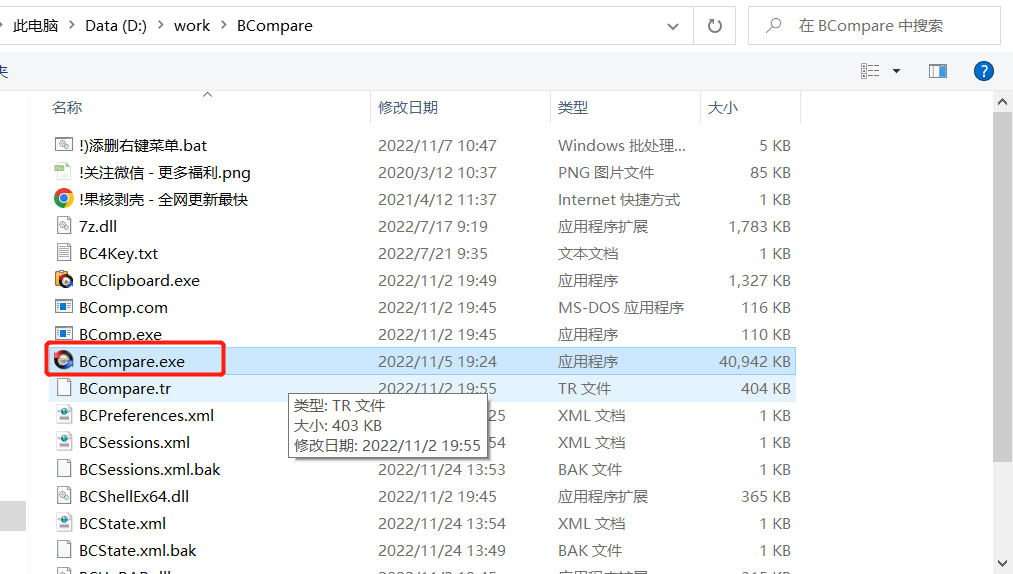 此电脑 > Data (D:) > work > BCompare
在 BCompare 中搜索
夹
名称 修改日期 类型 大小
!)添删右键菜单.bat 2022/11/7 10:47 Windows 批处理... 5 KB
!关注微信 - 更多福利.png 2020/3/12 10:37 PNG 图片文件 85 KB
!果核剥壳 - 全网更新最快 2021/4/12 11:37 Internet 快捷方式 1 KB
7z.dll 2022/7/17 9:19 应用程序扩展 1,783 KB
BC4Key.txt 2022/7/21 9:35 文本文档 1 KB
BCClipboard.exe 2022/11/2 19:49 应用程序 1,327 KB
BComp.com 2022/11/2 19:45 MS-DOS 应用程序 116 KB
BComp.exe 2022/11/2 19:45 应用程序 110 KB
BCompare.exe 2022/11/5 19:24 应用程序 40,942 KB
BCompare.tr 2022/11/2 19:55 TR 文件 404 KB
类型: TR 文件
大小: 403 KB
修改日期: 2022/11/2 19:55
BCPreferences.xml 25 XML 文档 1 KB
BCSessions.xml 54 XML 文档 1 KB
BCSessions.xml.bak 2022/11/24 13:53 BAK 文件 1 KB
BCShellEx64.dll 2022/11/2 19:45 应用程序扩展 365 KB
BCState.xml 2022/11/24 13:54 XML 文档 1 KB
BCState.xml.bak 2022/11/24 13:49 BAK 文件 1 KB